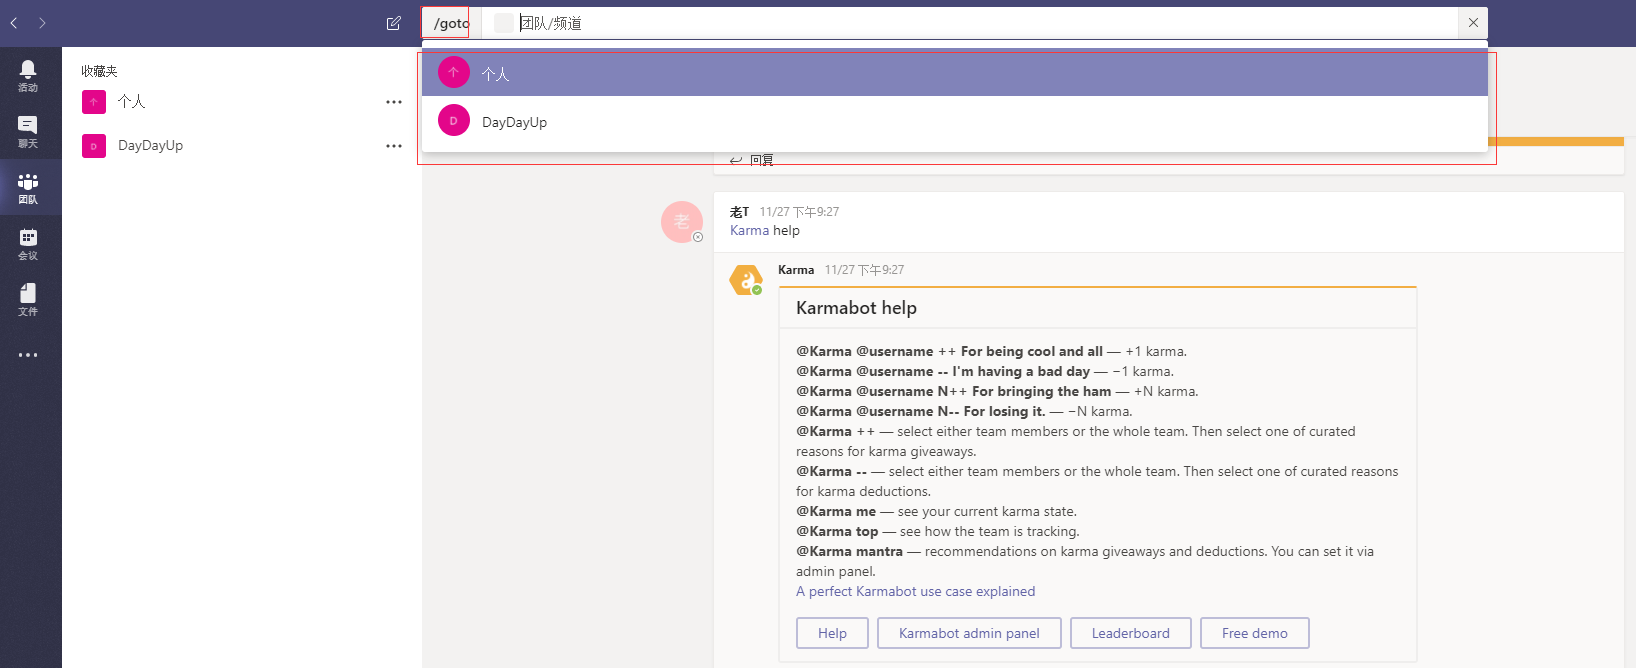 /goto 团队/频道
个人
D DayDayUp
收藏夹
个 个人
D DayDayUp
活动
聊天
团队
会议
文件
回复
老
老T 11/27 下午9:27
Karma help
Karma 11/27 下午9:27
Karmabot help
@Karma @username ++ For being cool and all — +1 karma.
@Karma @username -- I'm having a bad day — −1 karma.
@Karma @username N++ For bringing the ham — +N karma.
@Karma @username N-- For losing it. — −N karma.
@Karma ++ — select either team members or the whole team. Then select one of curated
reasons for karma giveaways.
@Karma -- — select either team members or the whole team. Then select one of curated reasons
for karma deductions.
@Karma me — see your current karma state.
@Karma top — see how the team is tracking.
@Karma mantra — recommendations on karma giveaways and deductions. You can set it via
admin panel.
A perfect Karmabot use case explained
Help Karmabot admin panel Leaderboard Free demo